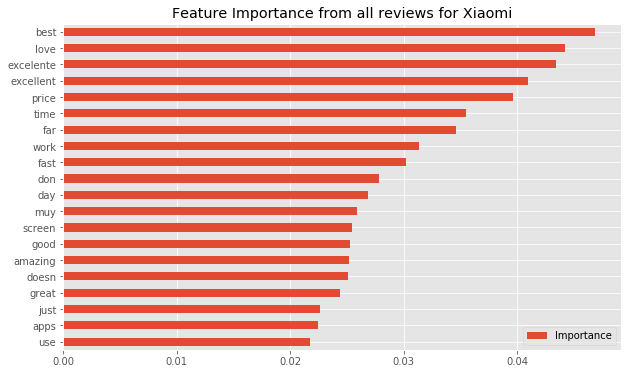 Feature Importance from all reviews for Xiaomi
best
love
excelente
excellent
price
time
far
work
fast
don
day
muy
screen
good
amazing
doesn
great
just
apps
use
Importance
0.00 0.01 0.02 0.03 0.04